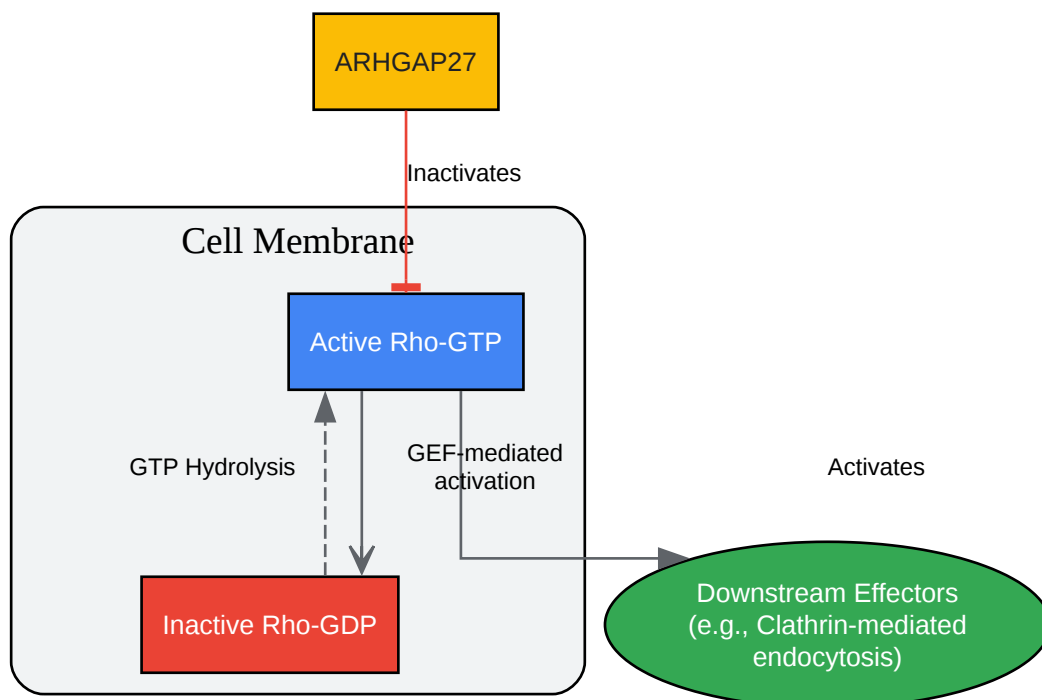 ARHGAP27
Inactivates
Cell Membrane
Active Rho-GTP
GTP Hydrolysis
GEF-mediated
activation
Activates
Inactive Rho-GDP
Downstream Effectors
(e.g., Clathrin-mediated
endocytosis)